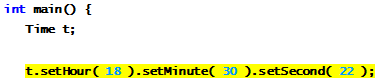 int main() {
Time t;
t.setHour( 18 ).setMinute( 30 ).setSecond( 22 );